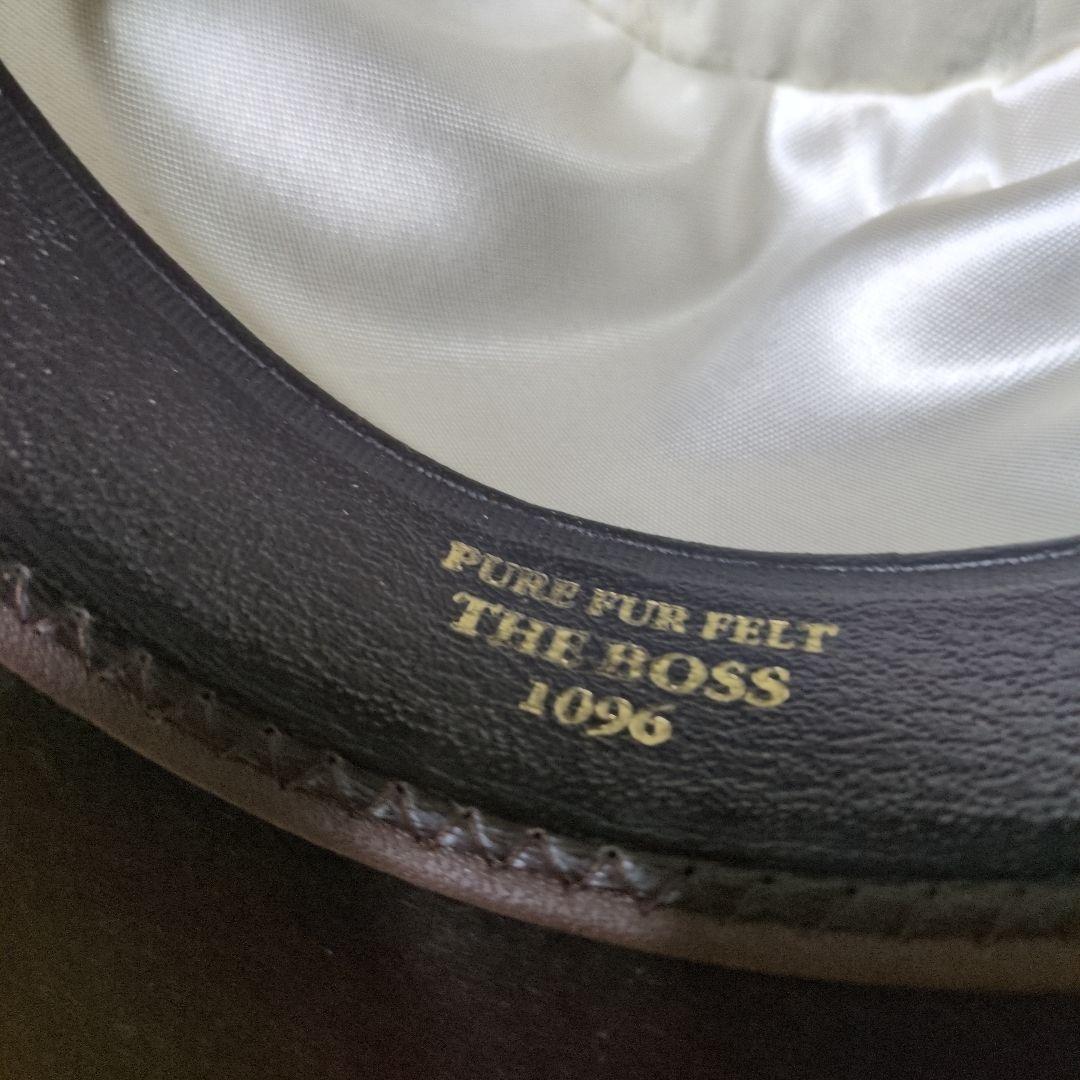 PURE FUR FELT
THE BOSS
1096